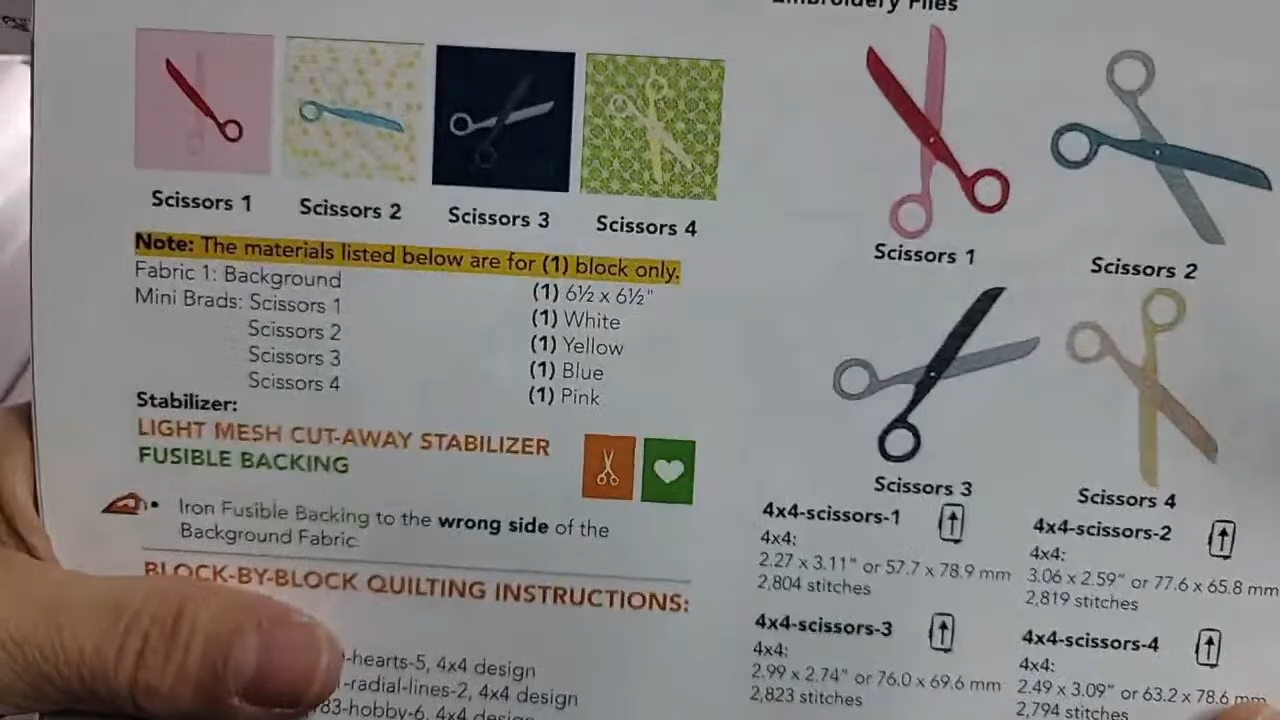 Embroidery Files
Scissors 1
Scissors 2
Scissors 3
Scissors 4
Note: The materials listed below are for (1) block only.
Fabric 1: Background (1) 6½ x 6½"
Mini Brads: Scissors 1 (1) White
Scissors 2 (1) Yellow
Scissors 3 (1) Blue
Scissors 4 (1) Pink
Stabilizer:
LIGHT MESH CUT-AWAY STABILIZER
FUSIBLE BACKING
• Iron Fusible Backing to the wrong side of the
Background Fabric.
BLOCK-BY-BLOCK QUILTING INSTRUCTIONS:
-hearts-5, 4x4 design
-radial-lines-2, 4x4 design
83-hobby-6, 4x4 design
Scissors 1
Scissors 2
Scissors 3
Scissors 4
4x4-scissors-1
4x4:
2.27 x 3.11" or 57.7 x 78.9 mm
2,804 stitches
4x4-scissors-2
4x4:
3.06 x 2.59" or 77.6 x 65.8 mm
2,819 stitches
4x4-scissors-3
4x4:
2.99 x 2.74" or 76.0 x 69.6 mm
2,823 stitches
4x4-scissors-4
4x4:
2.49 x 3.09" or 63.2 x 78.6 mm
2,794 stitches